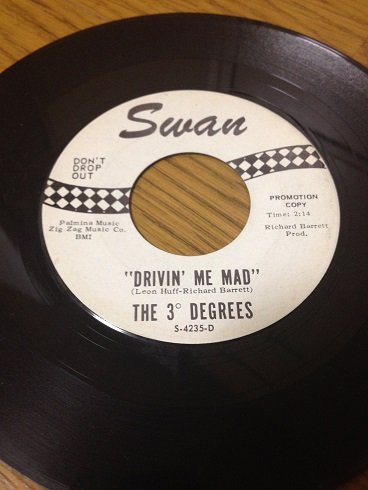 Swan
DON'T
DROP
OUT
PROMOTION
COPY
Time: 2:14
Palmina Music
Zig Zag Music Co.
BMI
Richard Barrett
Prod.
"DRIVIN' ME MAD"
(Leon Huff-Richard Barrett)
THE 3° DEGREES
S-4235-D